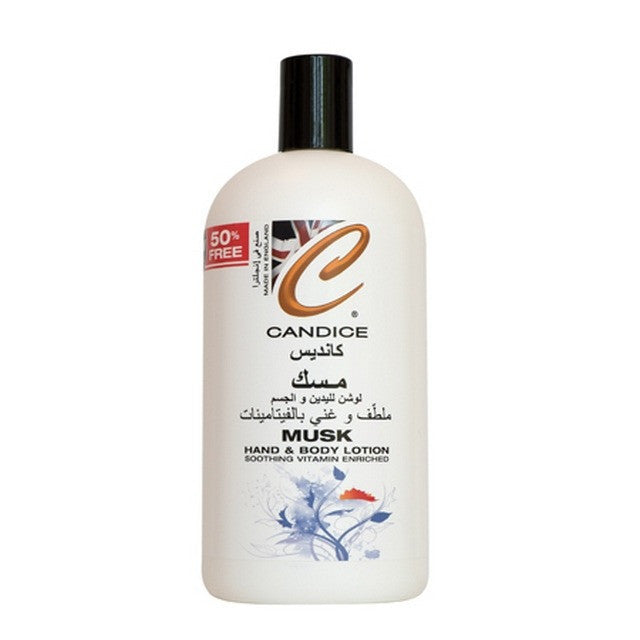 50%
FREE
صنع في إنجلترا
MADE IN ENGLAND
®
CANDICE
كانديس
مسك
لوشن لليدين و الجسم
ملطّف و غني بالفيتامينات
MUSK
HAND & BODY LOTION
SOOTHING VITAMIN ENRICHED